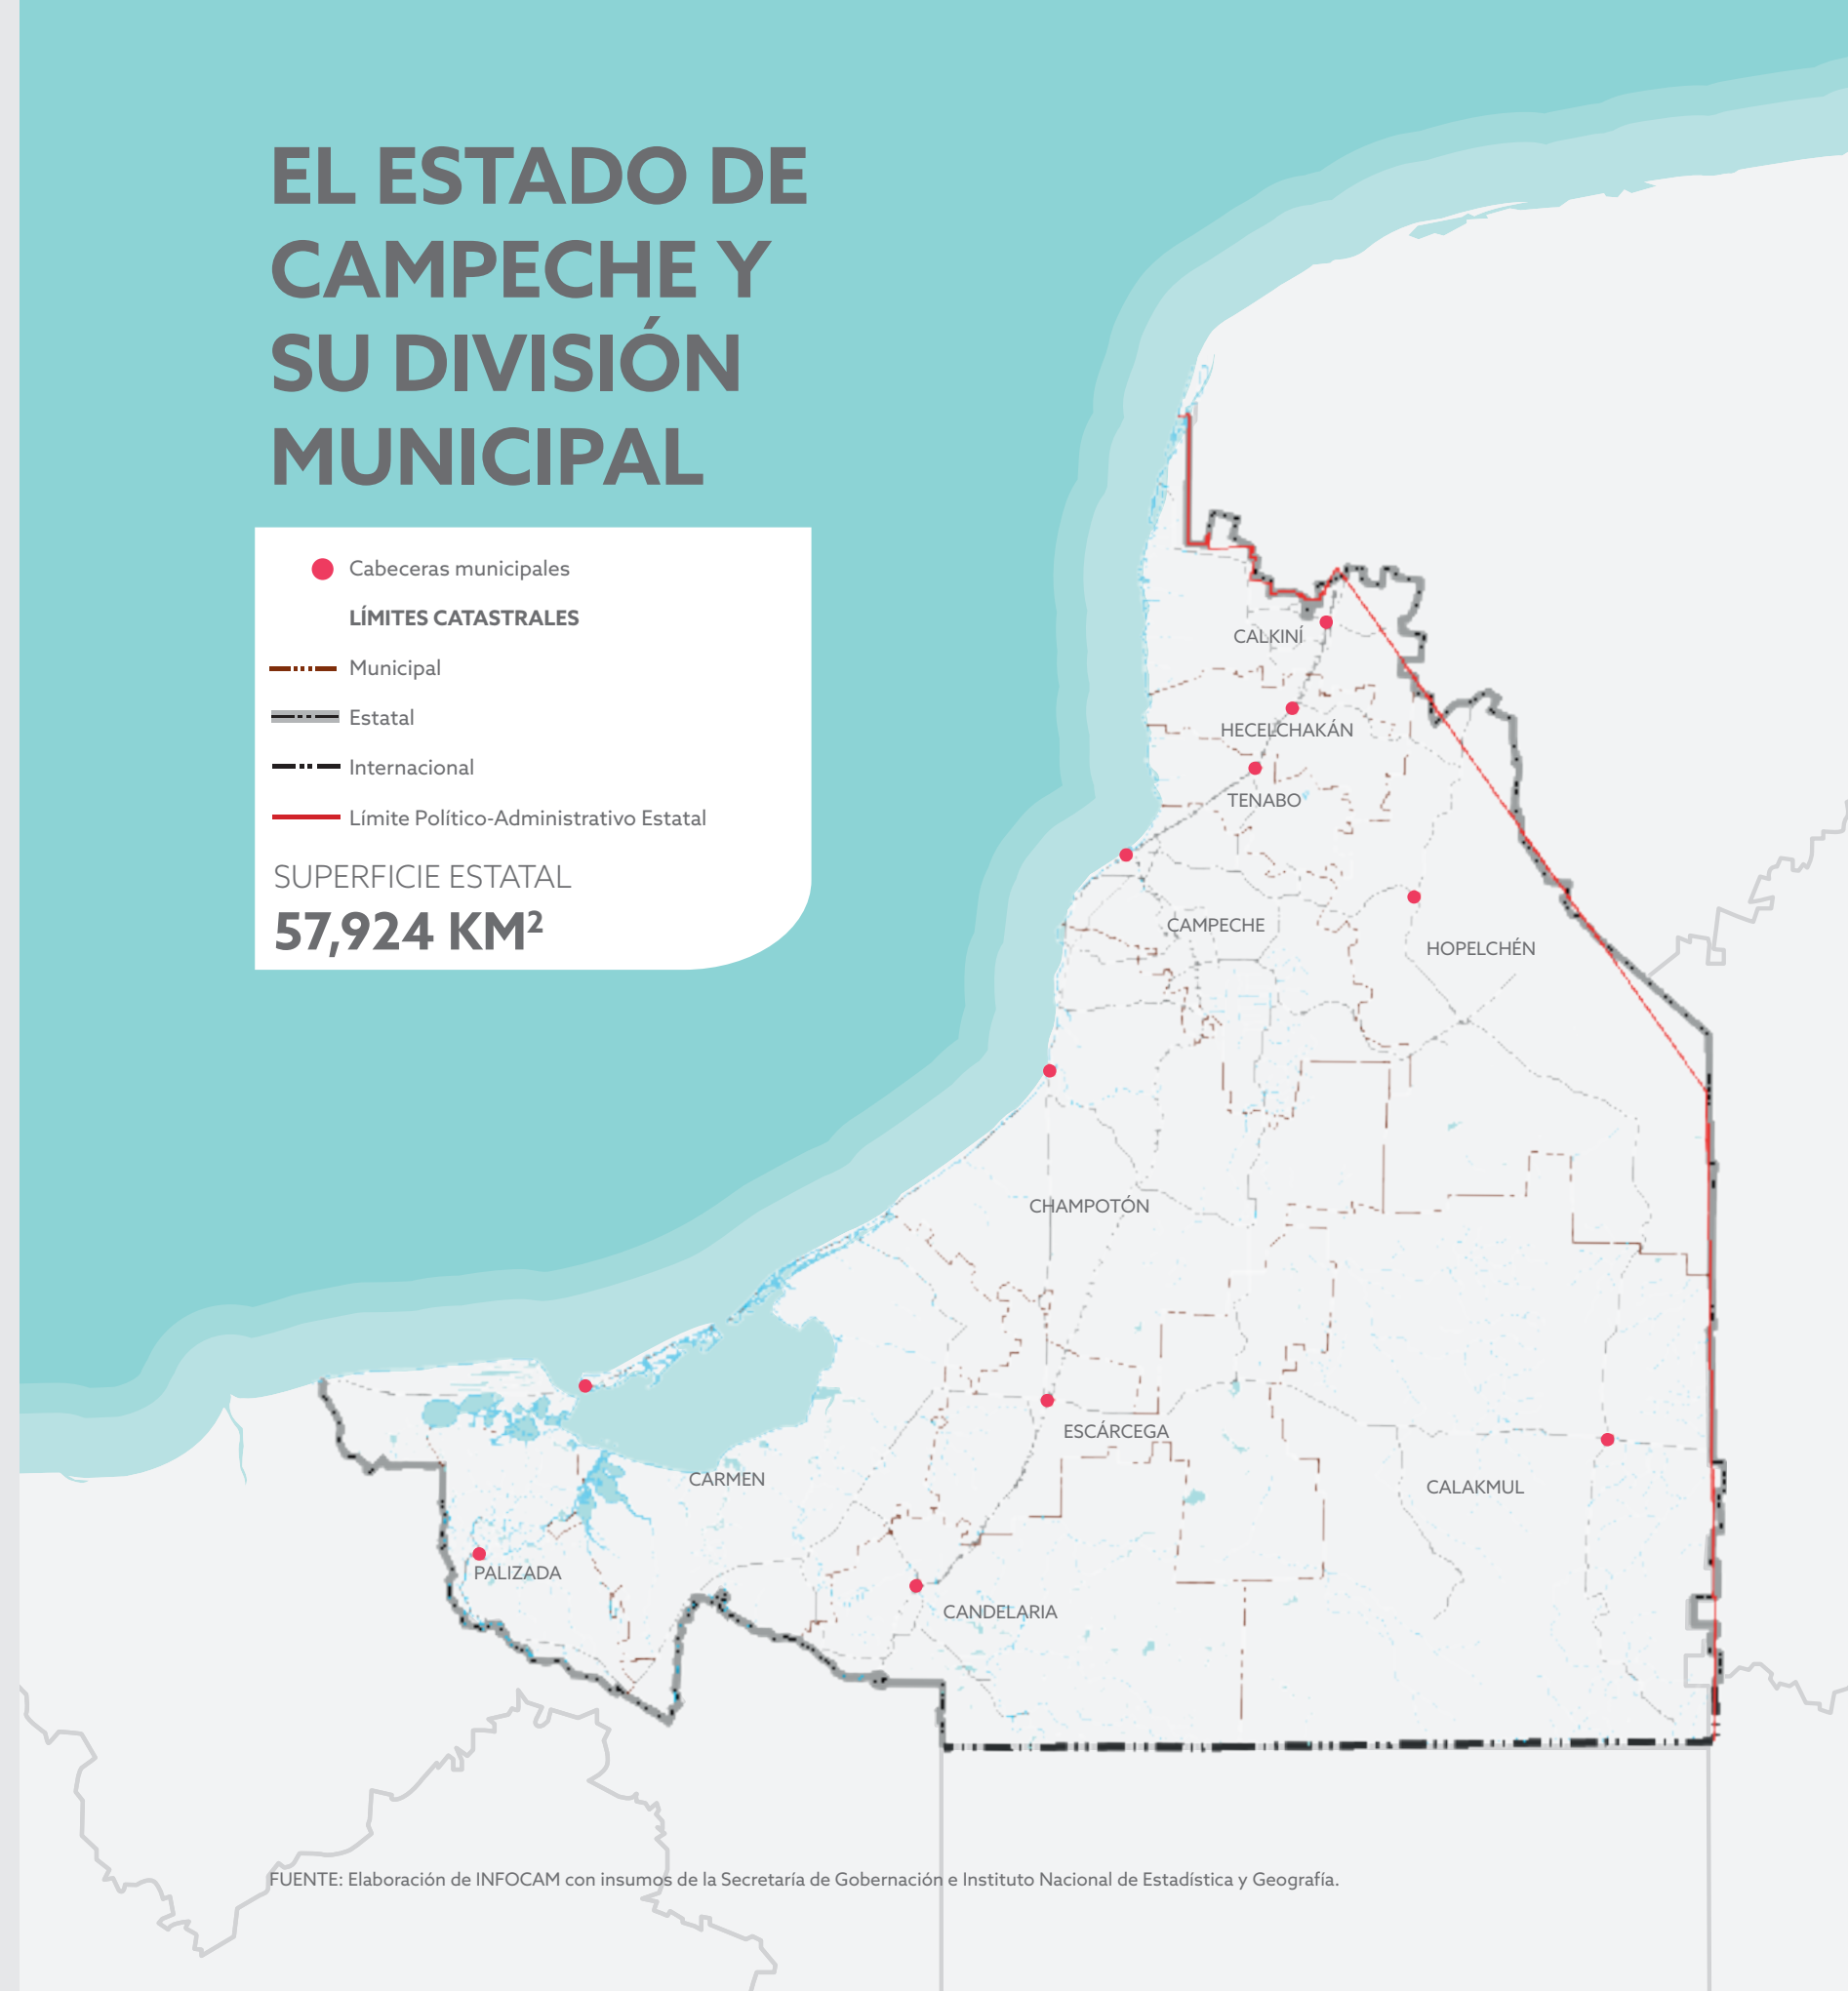 EL ESTADO DE
CAMPECHE Y
SU DIVISIÓN
MUNICIPAL
Cabeceras municipales
LÍMITES CATASTRALES
Municipal
Estatal
Internacional
Límite Político-Administrativo Estatal
SUPERFICIE ESTATAL
57,924 KM²
CALKINÍ
HECELCHAKÁN
TENABO
CAMPECHE
HOPELCHÉN
CHAMPOTÓN
ESCÁRCEGA
CARMEN
CALAKMUL
PALIZADA
CANDELARIA
FUENTE: Elaboración de INFOCAM con insumos de la Secretaría de Gobernación e Instituto Nacional de Estadística y Geografía.